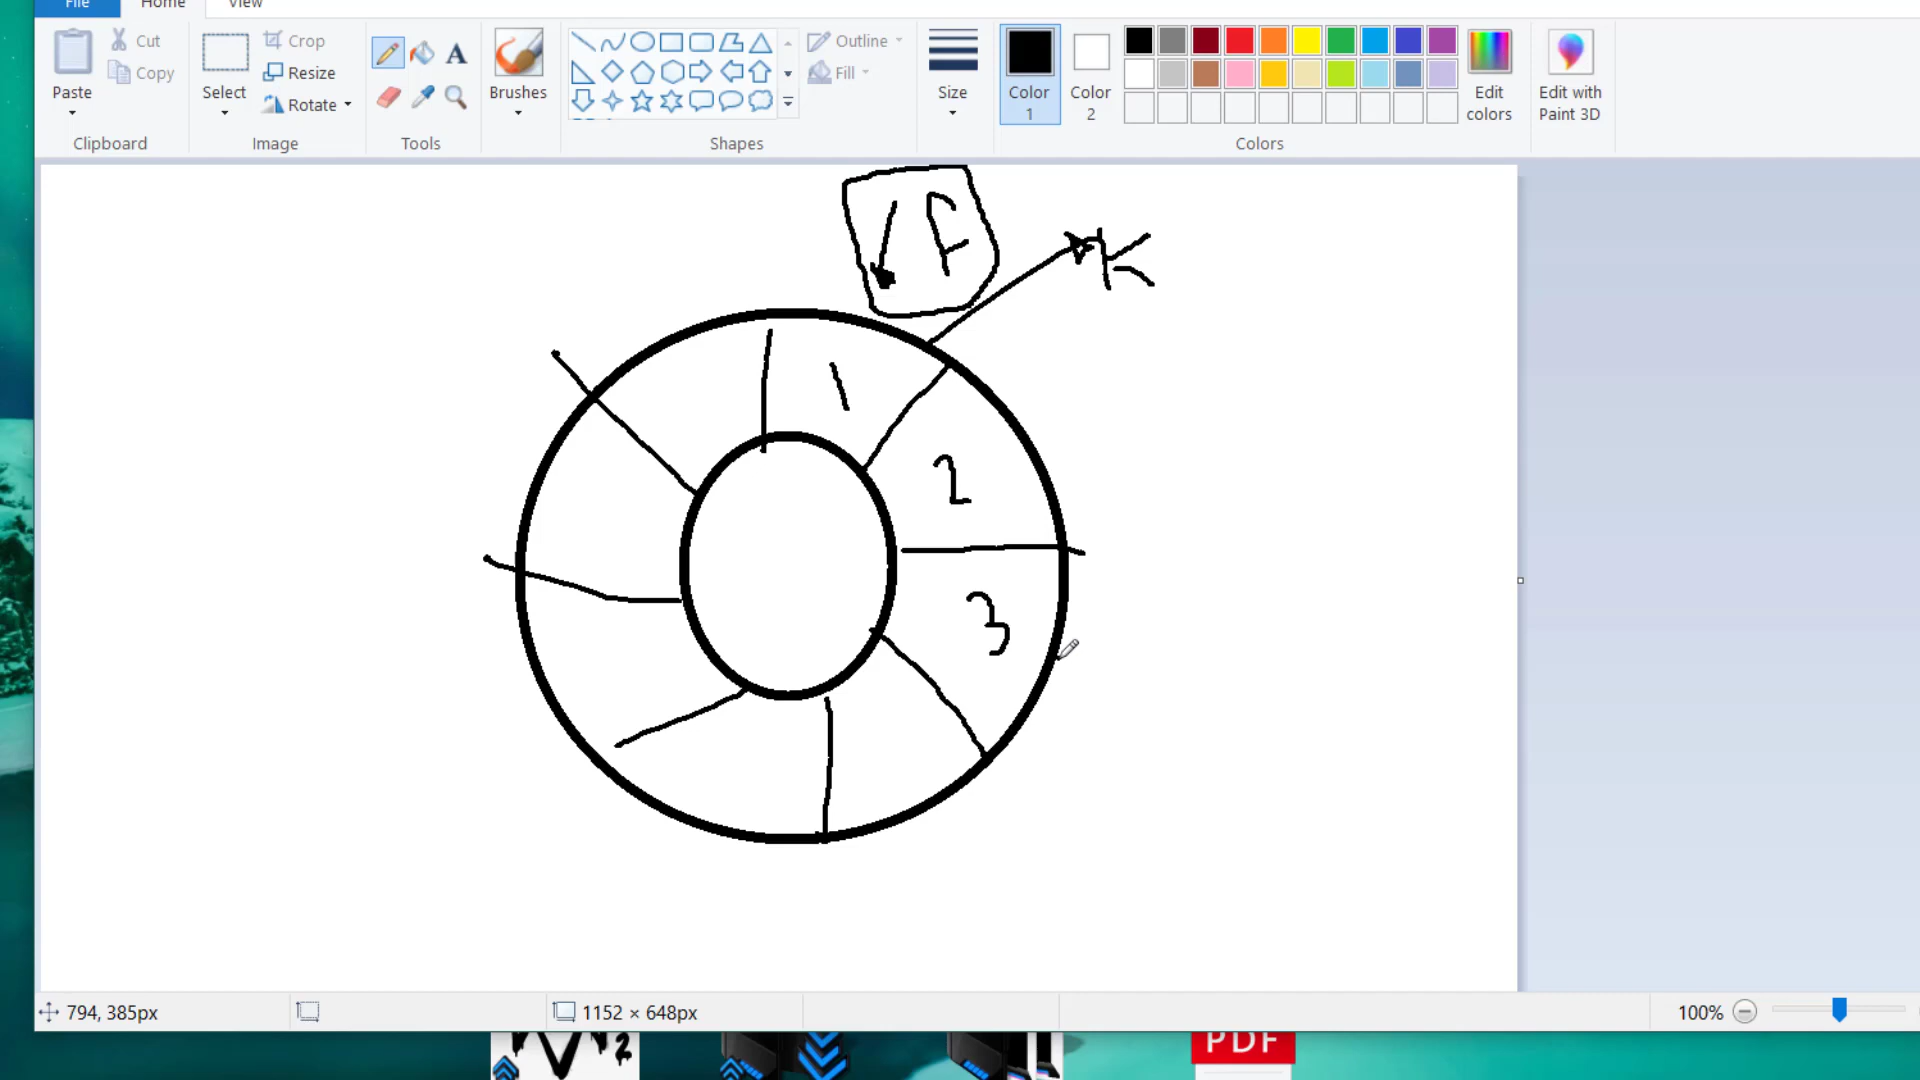 File Home View
Cut
Copy
Paste
Clipboard
Select
Crop
Resize
Rotate
Image
Tools
Brushes
Shapes
Outline
Fill
Size
Color 1
Color 2
Colors
Edit colors
Edit with Paint 3D
F
K
1
2
3
794, 385px
1152 × 648px
100%
2
PDF